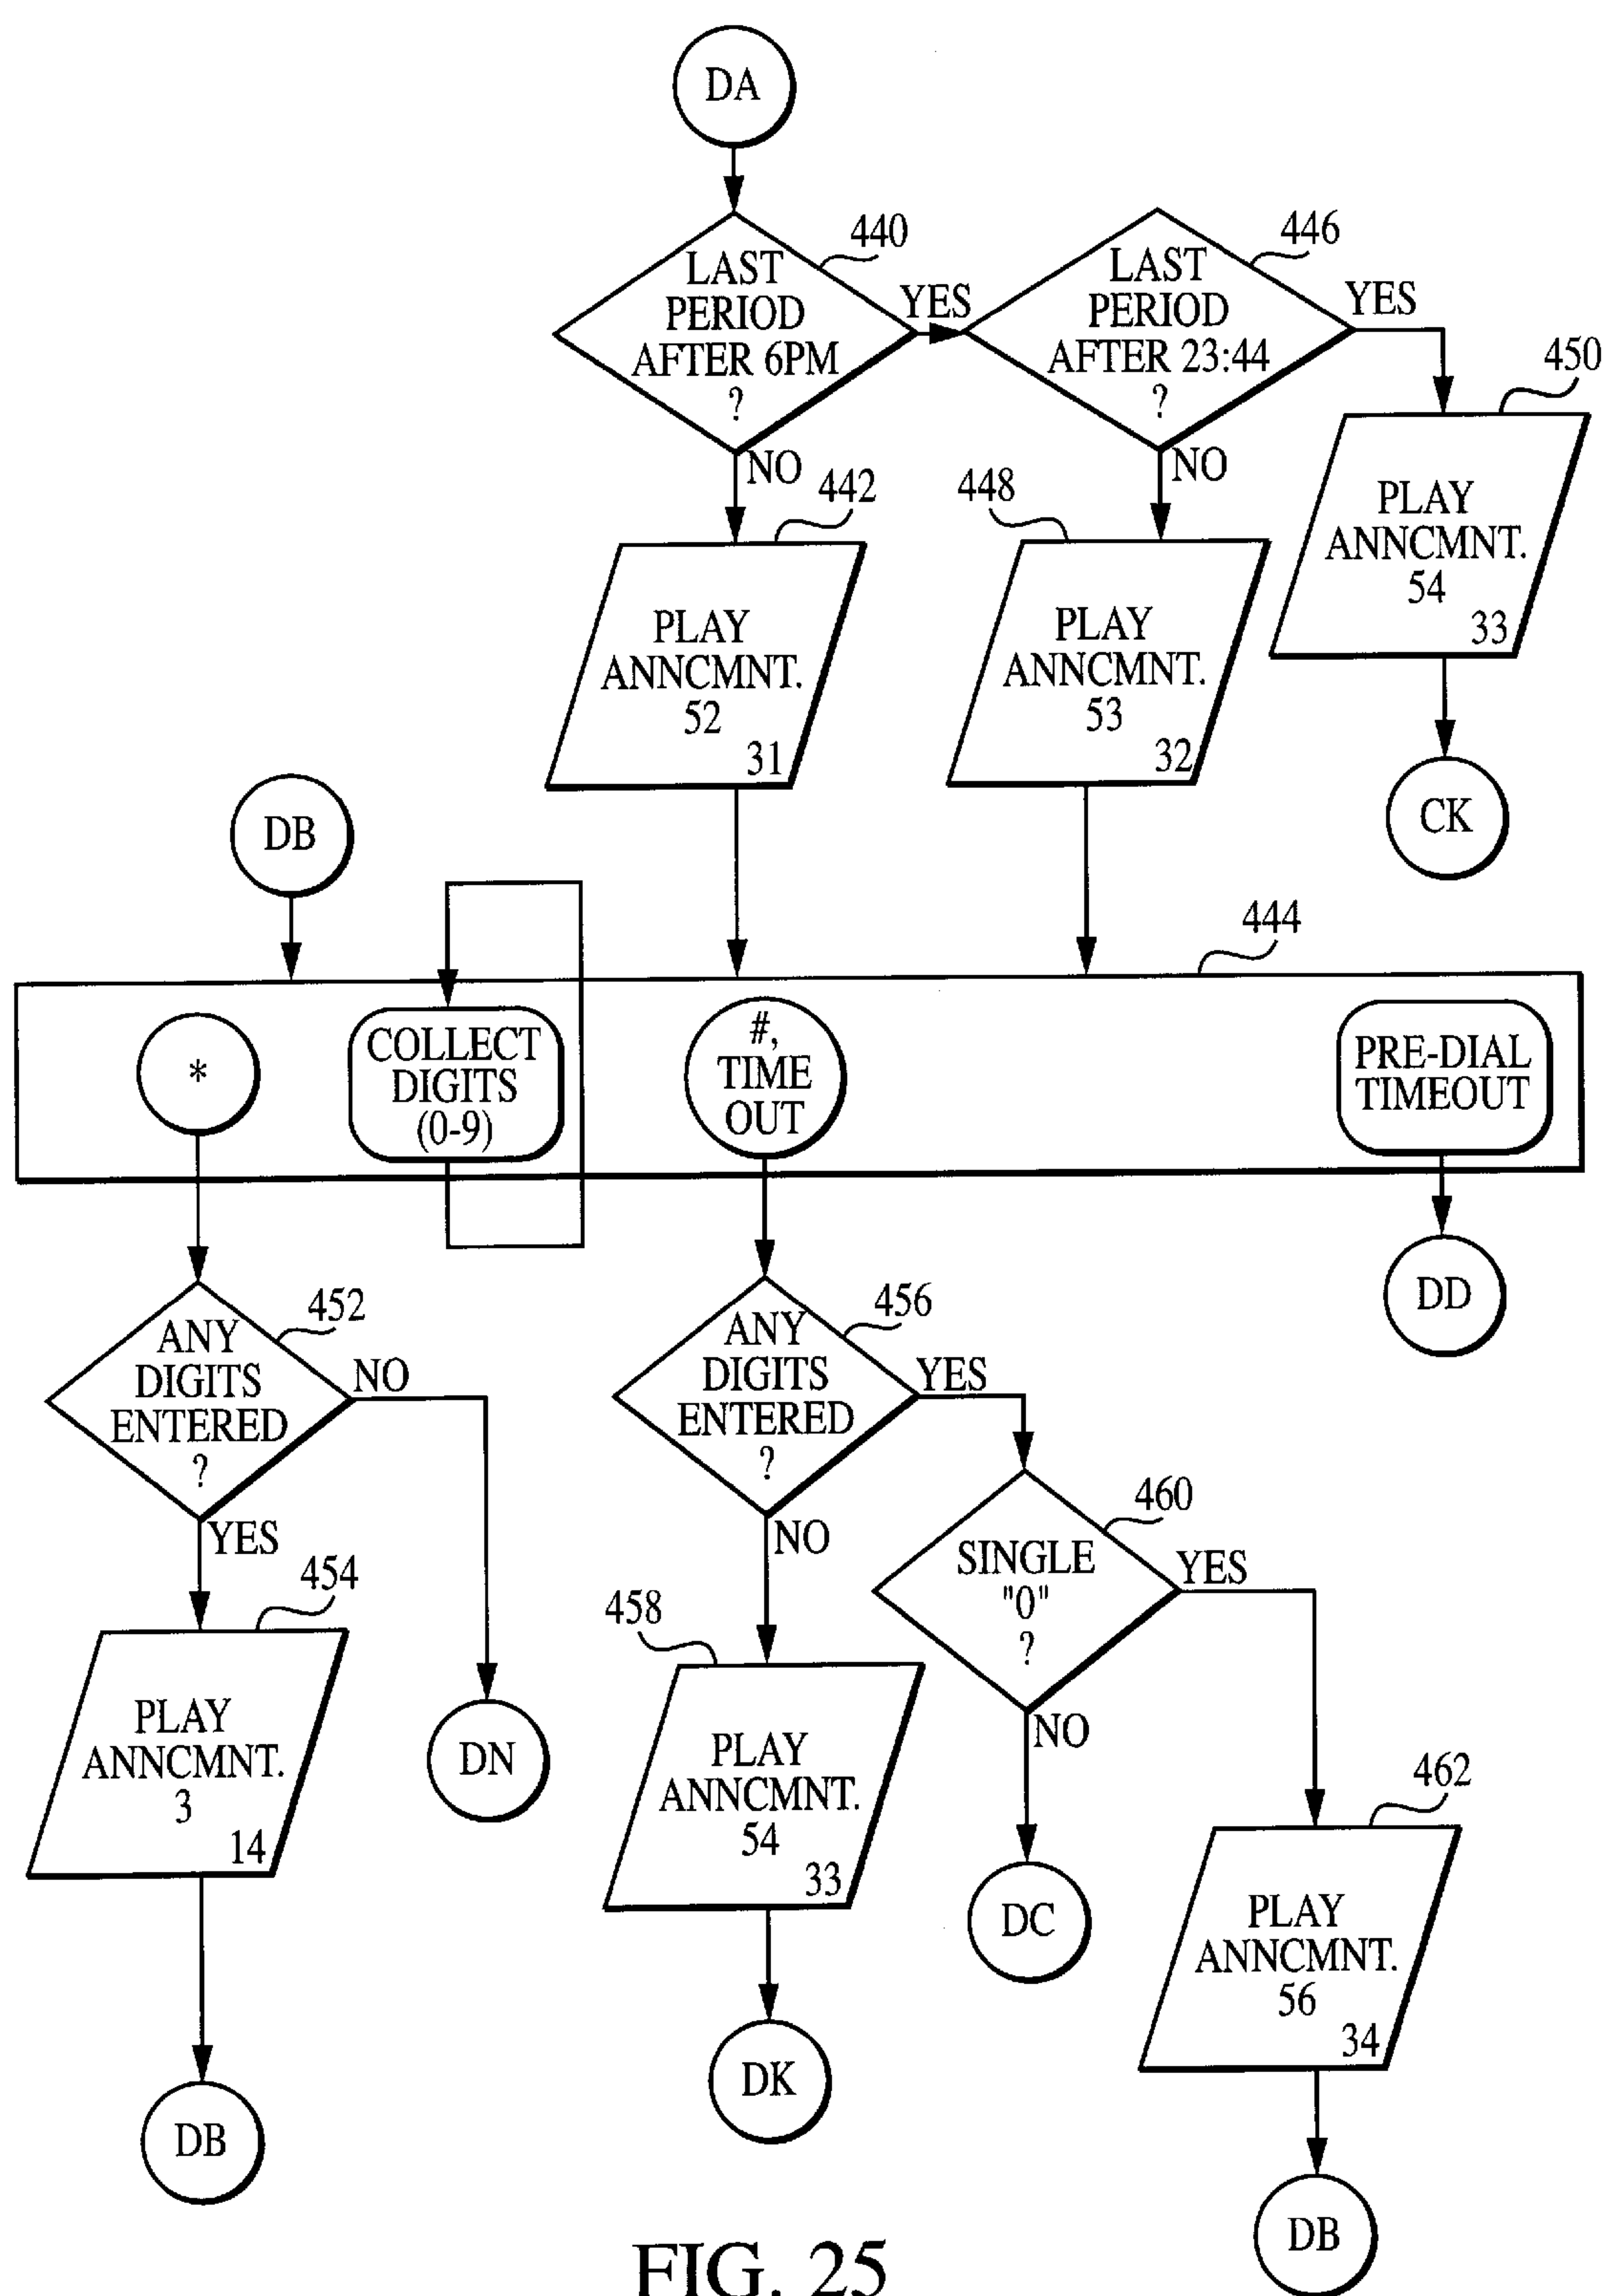 DA
440
LAST
PERIOD
AFTER 6PM
?
YES
NO
446
LAST
PERIOD
AFTER 23:44
?
YES
NO
450
PLAY
ANNCMNT.
54
33
CK
442
PLAY
ANNCMNT.
52
31
448
PLAY
ANNCMNT.
53
32
DB
444
*
COLLECT
DIGITS
(0-9)
#,
TIME
OUT
PRE-DIAL
TIMEOUT
DD
452
ANY
DIGITS
ENTERED
?
NO
YES
456
ANY
DIGITS
ENTERED
?
YES
NO
460
SINGLE
"0"
?
YES
NO
454
PLAY
ANNCMNT.
3
14
DN
458
PLAY
ANNCMNT.
54
33
DC
462
PLAY
ANNCMNT.
56
34
DB
DK
DB
FIG. 25